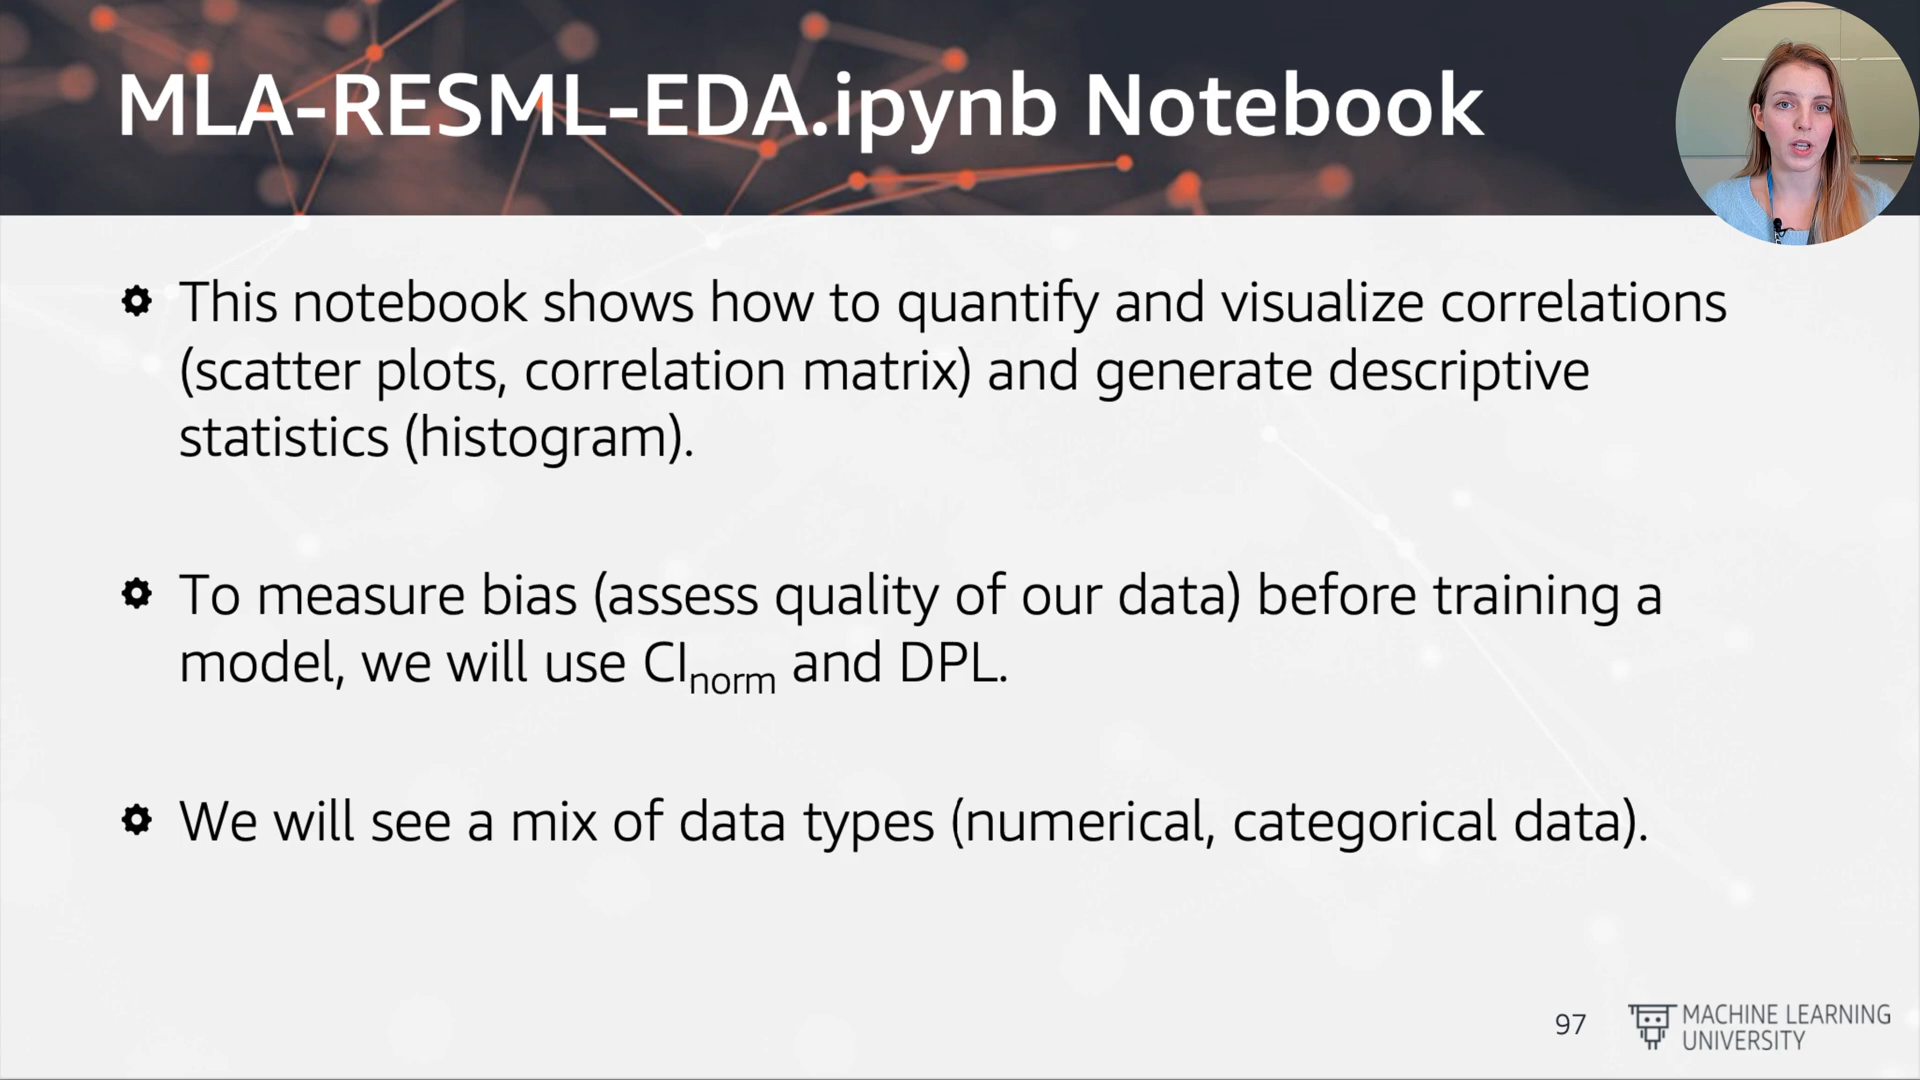 MLA-RESML-EDA.ipynb Notebook
This notebook shows how to quantify and visualize correlations
(scatter plots, correlation matrix) and generate descriptive
statistics (histogram).
To measure bias (assess quality of our data) before training a
model, we will use CInorm and DPL.
We will see a mix of data types (numerical, categorical data).
97
MACHINE LEARNING
UNIVERSITY